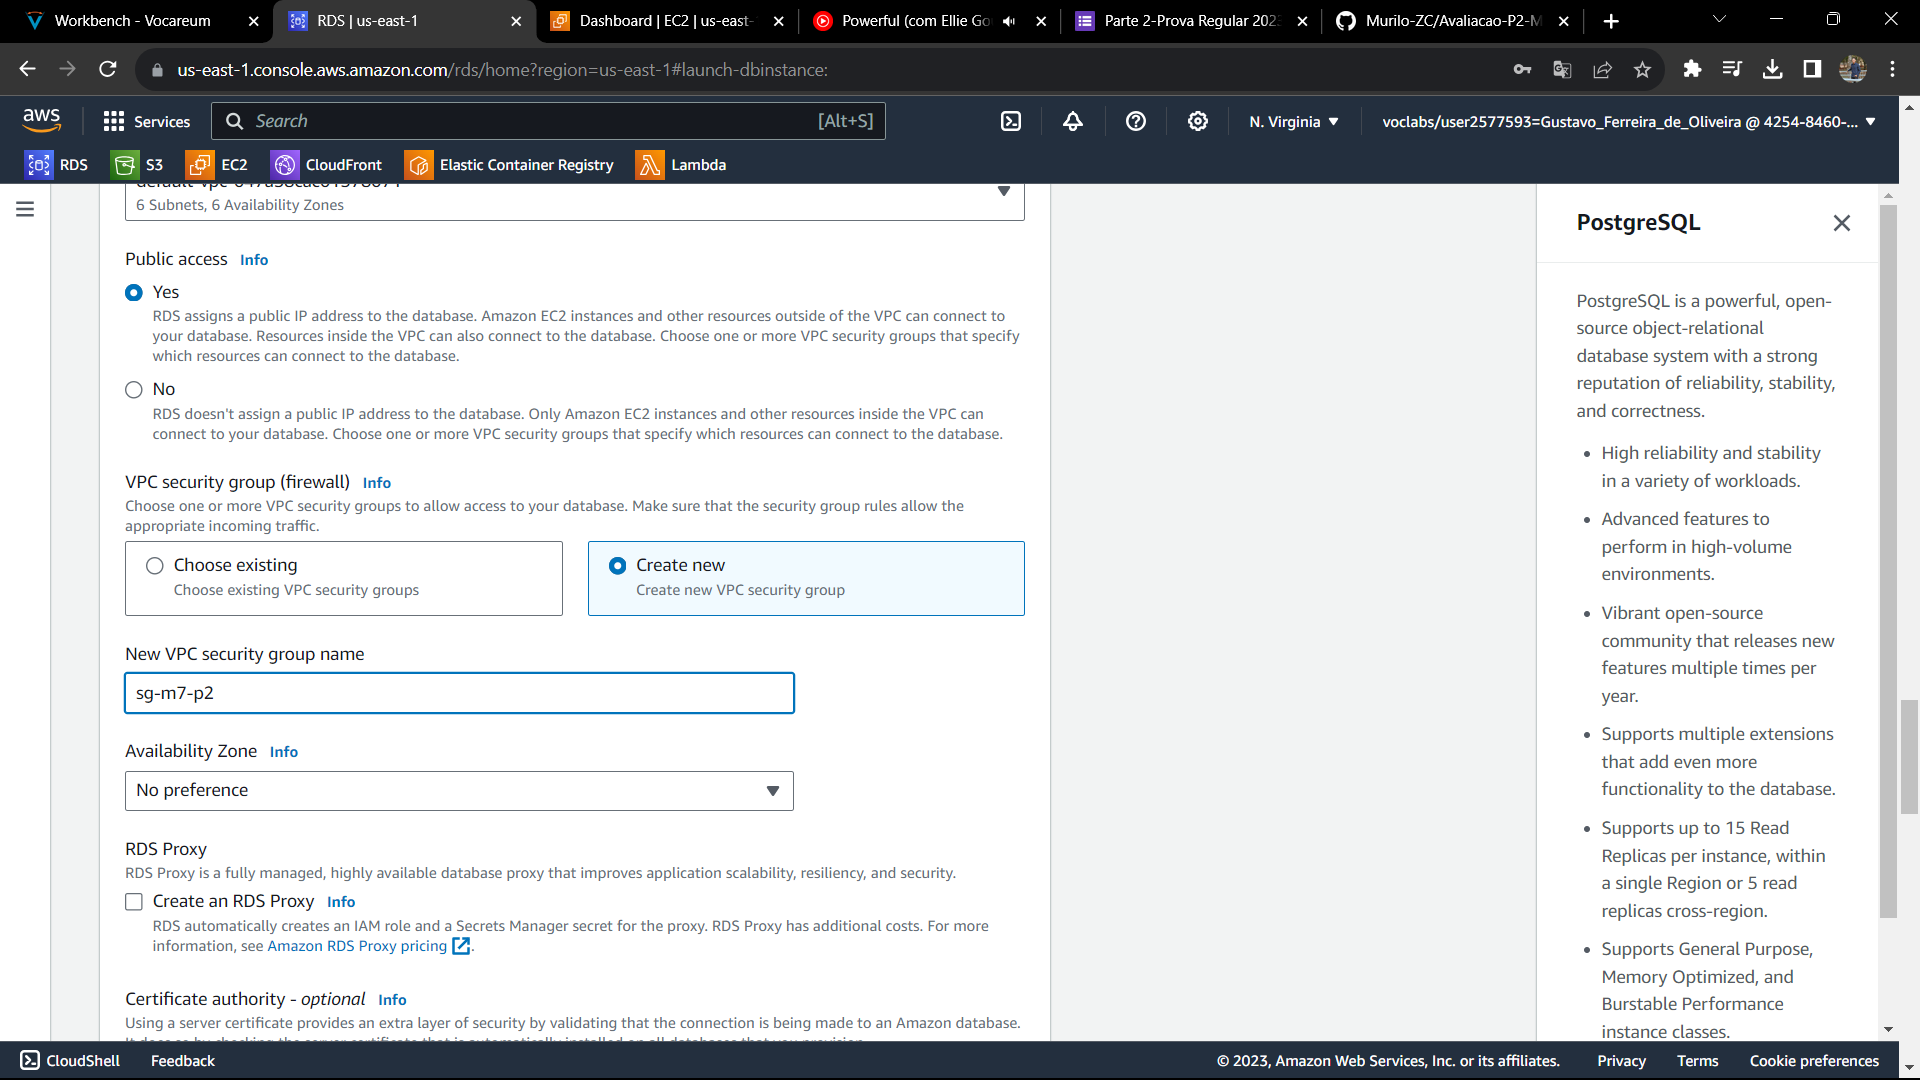 Workbench - Vocareum
RDS | us-east-1
Dashboard | EC2 | us-east-
Powerful (com Ellie Go
Parte 2-Prova Regular 202
Murilo-ZC/Avaliacao-P2-M
us-east-1.console.aws.amazon.com/rds/home?region=us-east-1#launch-dbinstance:
aws
Services
Search
[Alt+S]
N. Virginia
voclabs/user2577593=Gustavo_Ferreira_de_Oliveira @ 4254-8460-...
RDS
S3
EC2
CloudFront
Elastic Container Registry
Lambda
6 Subnets, 6 Availability Zones
Public access Info
Yes
RDS assigns a public IP address to the database. Amazon EC2 instances and other resources outside of the VPC can connect to
your database. Resources inside the VPC can also connect to the database. Choose one or more VPC security groups that specify
which resources can connect to the database.
No
RDS doesn't assign a public IP address to the database. Only Amazon EC2 instances and other resources inside the VPC can
connect to your database. Choose one or more VPC security groups that specify which resources can connect to the database.
VPC security group (firewall) Info
Choose one or more VPC security groups to allow access to your database. Make sure that the security group rules allow the
appropriate incoming traffic.
Choose existing
Choose existing VPC security groups
Create new
Create new VPC security group
New VPC security group name
sg-m7-p2
Availability Zone Info
No preference
RDS Proxy
RDS Proxy is a fully managed, highly available database proxy that improves application scalability, resiliency, and security.
Create an RDS Proxy Info
RDS automatically creates an IAM role and a Secrets Manager secret for the proxy. RDS Proxy has additional costs. For more
information, see Amazon RDS Proxy pricing .
Certificate authority - optional Info
Using a server certificate provides an extra layer of security by validating that the connection is being made to an Amazon database.
It does so by checking the server certificate that is automatically installed on all databases that you provision.
PostgreSQL
PostgreSQL is a powerful, open-
source object-relational
database system with a strong
reputation of reliability, stability,
and correctness.
• High reliability and stability
in a variety of workloads.
• Advanced features to
perform in high-volume
environments.
• Vibrant open-source
community that releases new
features multiple times per
year.
• Supports multiple extensions
that add even more
functionality to the database.
• Supports up to 15 Read
Replicas per instance, within
a single Region or 5 read
replicas cross-region.
• Supports General Purpose,
Memory Optimized, and
Burstable Performance
instance classes.
CloudShell
Feedback
© 2023, Amazon Web Services, Inc. or its affiliates.
Privacy
Terms
Cookie preferences